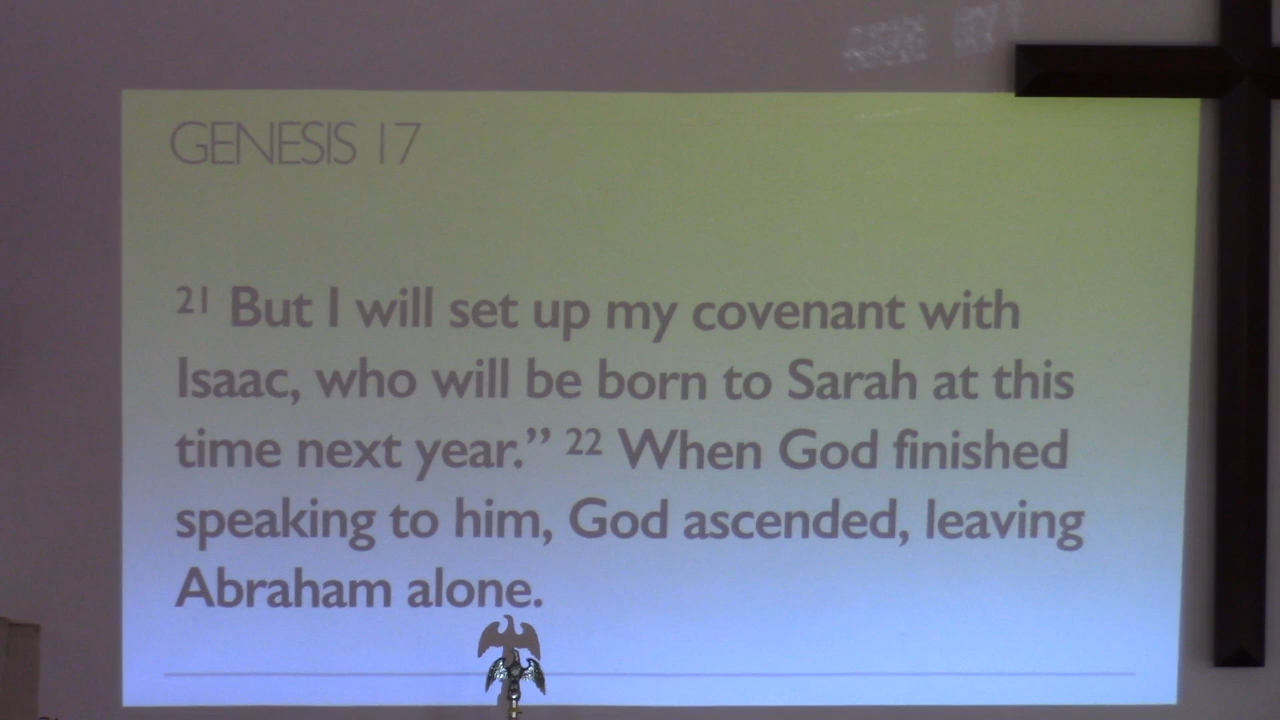 GENESIS 17
21 But I will set up my covenant with
Isaac, who will be born to Sarah at this
time next year.” 22 When God finished
speaking to him, God ascended, leaving
Abraham alone.